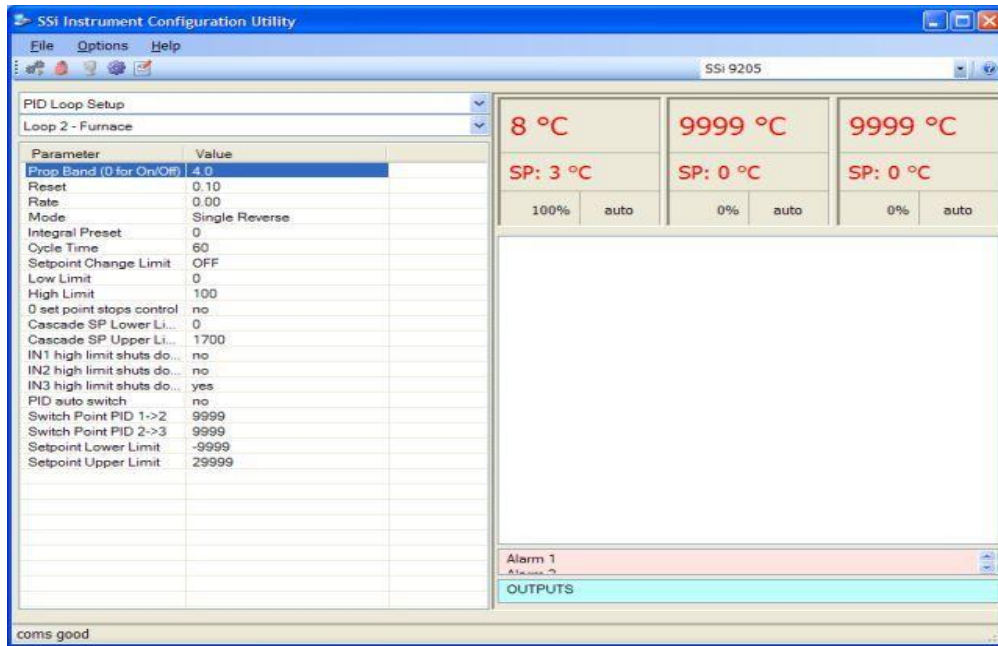 SSi Instrument Configuration Utility
File Options Help
SSi 9205
PID Loop Setup
Loop 2 - Furnace
Parameter Value
Prop Band (0 for On/Off) 4.0
Reset 0.10
Rate 0.00
Mode Single Reverse
Integral Preset 0
Cycle Time 60
Setpoint Change Limit OFF
Low Limit 0
High Limit 100
0 set point stops control no
Cascade SP Lower Li... 0
Cascade SP Upper Li... 1700
IN1 high limit shuts do... no
IN2 high limit shuts do... no
IN3 high limit shuts do... yes
PID auto switch no
Switch Point PID 1->2 9999
Switch Point PID 2->3 9999
Setpoint Lower Limit -9999
Setpoint Upper Limit 29999
8 °C 9999 °C 9999 °C
SP: 3 °C SP: 0 °C SP: 0 °C
100% auto 0% auto 0% auto
Alarm 1
OUTPUTS
coms good